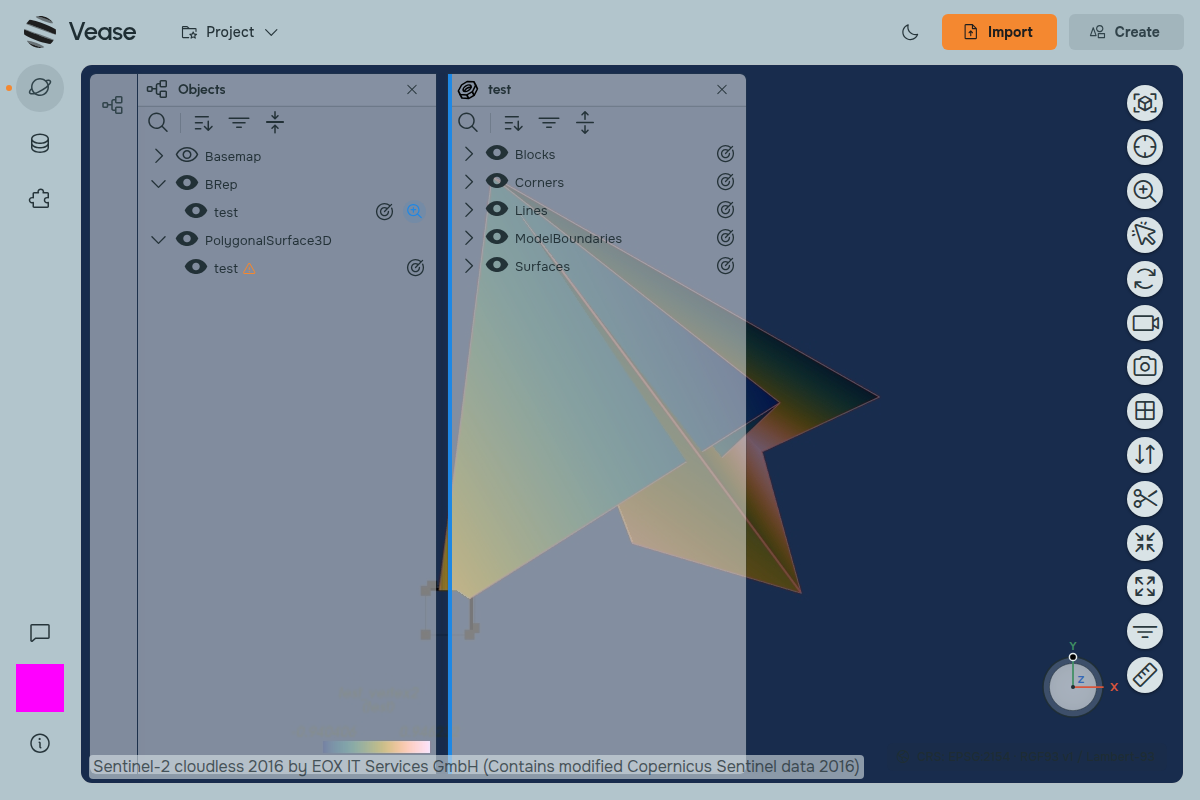 Vease
Project
Import
Create
Objects
Basemap
BRep
test
PolygonalSurface3D
test
test
Blocks
Corners
Lines
ModelBoundaries
Surfaces
Y
Z
X
Sentinel-2 cloudless 2016 by EOX IT Services GmbH (Contains modified Copernicus Sentinel data 2016)